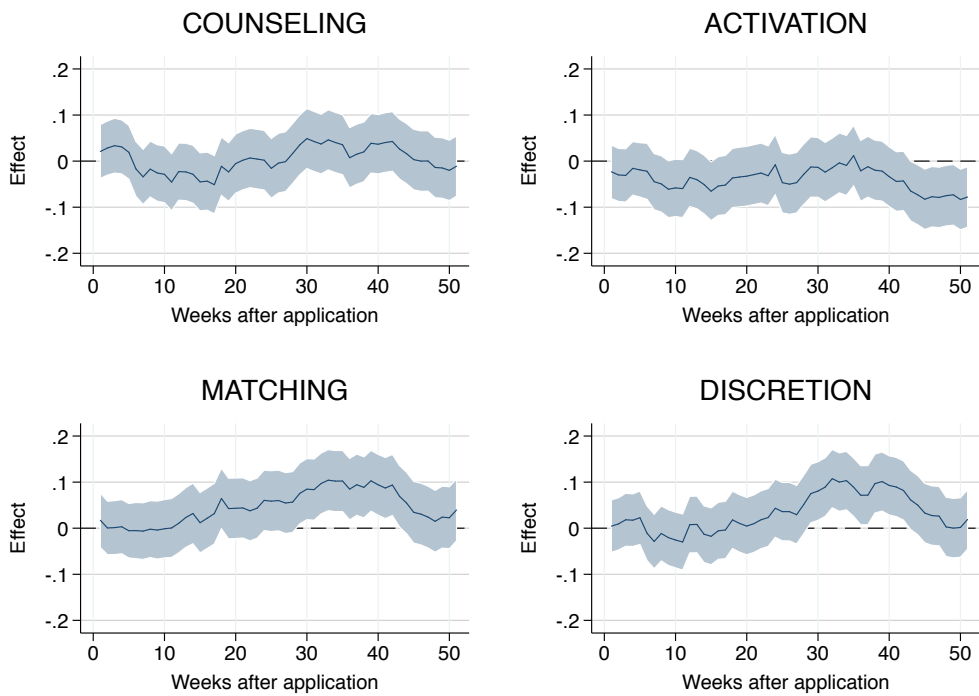 COUNSELING
ACTIVATION
.2
.1
0
-.1
-.2
Effect
0 10 20 30 40 50
Weeks after application
.2
.1
0
-.1
-.2
Effect
0 10 20 30 40 50
Weeks after application
MATCHING
DISCRETION
.2
.1
0
-.1
-.2
Effect
0 10 20 30 40 50
Weeks after application
.2
.1
0
-.1
-.2
Effect
0 10 20 30 40 50
Weeks after application